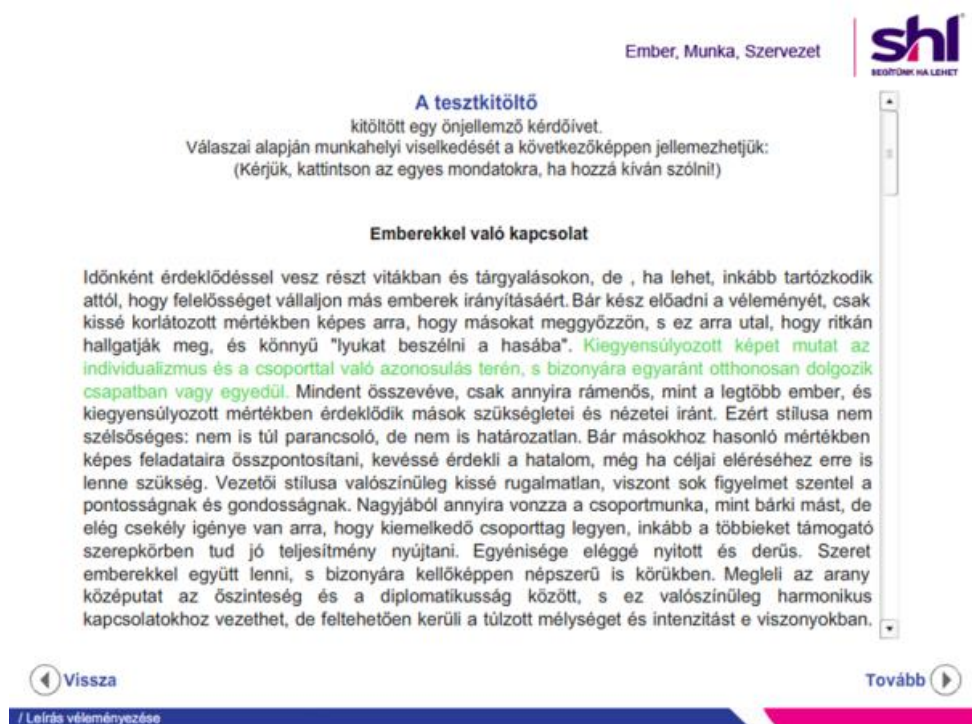 Ember, Munka, Szervezet
shl
SEGÍTÜNK HA LEHET
A tesztkitöltő
kitöltött egy önjellemző kérdőívet.
Válaszai alapján munkahelyi viselkedését a következőképpen jellemezhetjük:
(Kérjük, kattintson az egyes mondatokra, ha hozzá kíván szólni!)
Emberekkel való kapcsolat
Időnként érdeklődéssel vesz részt vitákban és tárgyalásokon, de , ha lehet, inkább tartózkodik
attól, hogy felelősséget vállaljon más emberek irányításáért. Bár kész előadni a véleményét, csak
kissé korlátozott mértékben képes arra, hogy másokat meggyőzzön, s ez arra utal, hogy ritkán
hallgatják meg, és könnyű "lyukat beszélni a hasába". Kiegyensúlyozott képet mutat az
individualizmus és a csoporttal való azonosulás terén, s bizonyára egyaránt otthonosan dolgozik
csapatban vagy egyedül. Mindent összevéve, csak annyira rámenős, mint a legtöbb ember, és
kiegyensúlyozott mértékben érdeklődik mások szükségletei és nézetei iránt. Ezért stílusa nem
szélsőséges: nem is túl parancsoló, de nem is határozatlan. Bár másokhoz hasonló mértékben
képes feladataira összpontosítani, kevéssé érdekli a hatalom, még ha céljai eléréséhez erre is
lenne szükség. Vezetői stílusa valószínűleg kissé rugalmatlan, viszont sok figyelmet szentel a
pontosságnak és gondosságnak. Nagyjából annyira vonzza a csoportmunka, mint bárki mást, de
elég csekély igénye van arra, hogy kiemelkedő csoporttag legyen, inkább a többieket támogató
szerepkörben tud jó teljesítmény nyújtani. Egyénisége eléggé nyitott és derűs. Szeret
emberekkel együtt lenni, s bizonyára kellőképpen népszerű is körükben. Megleli az arany
középutat az őszinteség és a diplomatikusság között, s ez valószínűleg harmonikus
kapcsolatokhoz vezethet, de feltehetően kerüli a túlzott mélységet és intenzitást e viszonyokban.
Vissza
Tovább
/ Leírás véleményezése